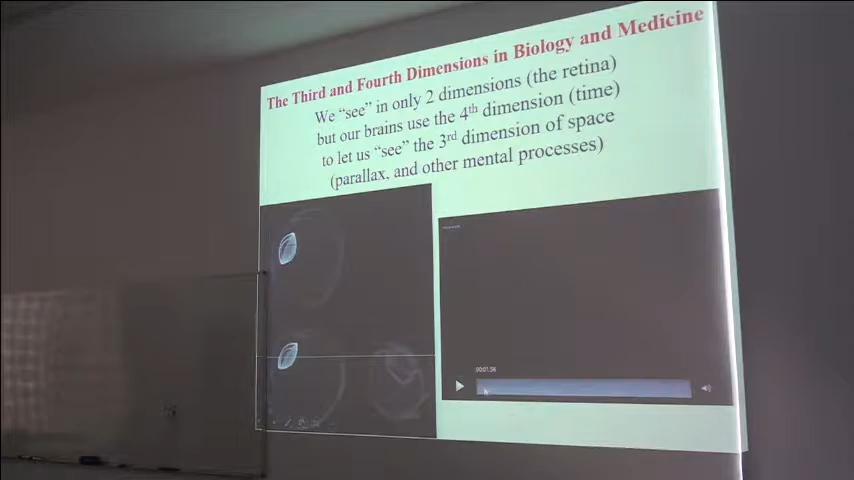 The Third and Fourth Dimensions in Biology and Medicine
We “see” in only 2 dimensions (the retina)
but our brains use the 4th dimension (time)
to let us “see” the 3rd dimension of space
(parallax, and other mental processes)
00:01.56